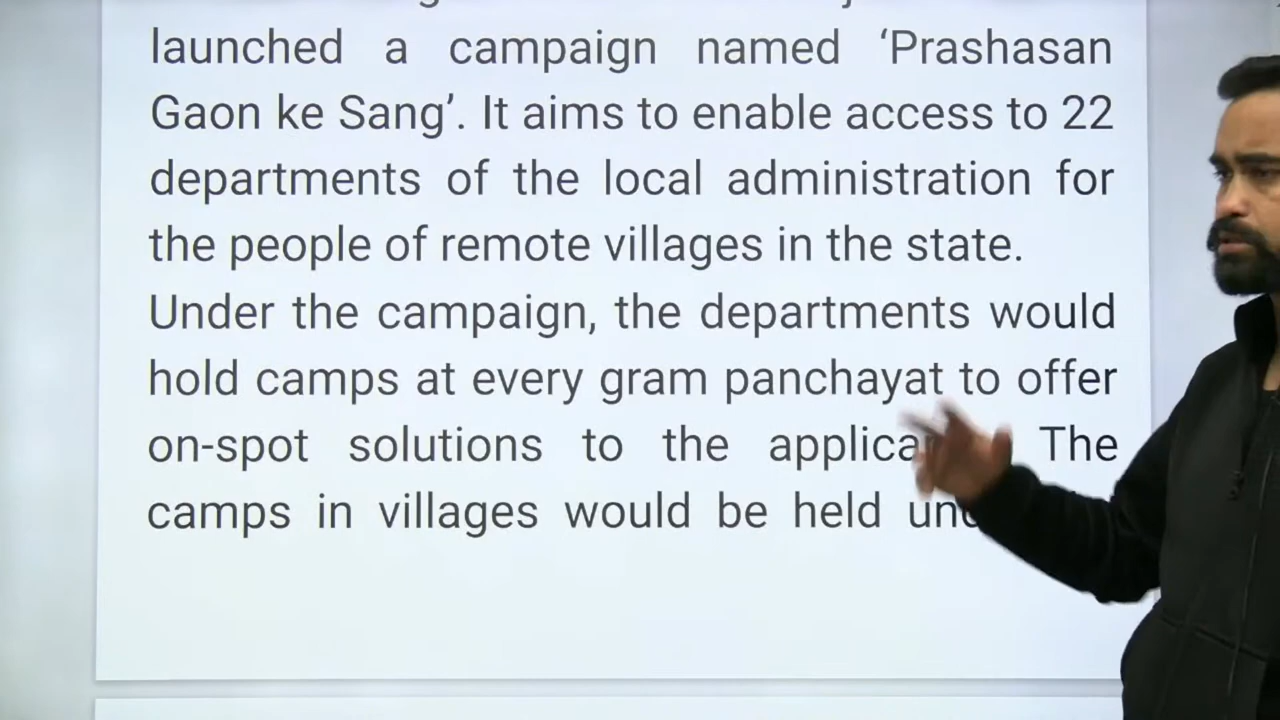 launched a campaign named ‘Prashasan
Gaon ke Sang’. It aims to enable access to 22
departments of the local administration for
the people of remote villages in the state.
Under the campaign, the departments would
hold camps at every gram panchayat to offer
on-spot solutions to the The
camps in villages would be held